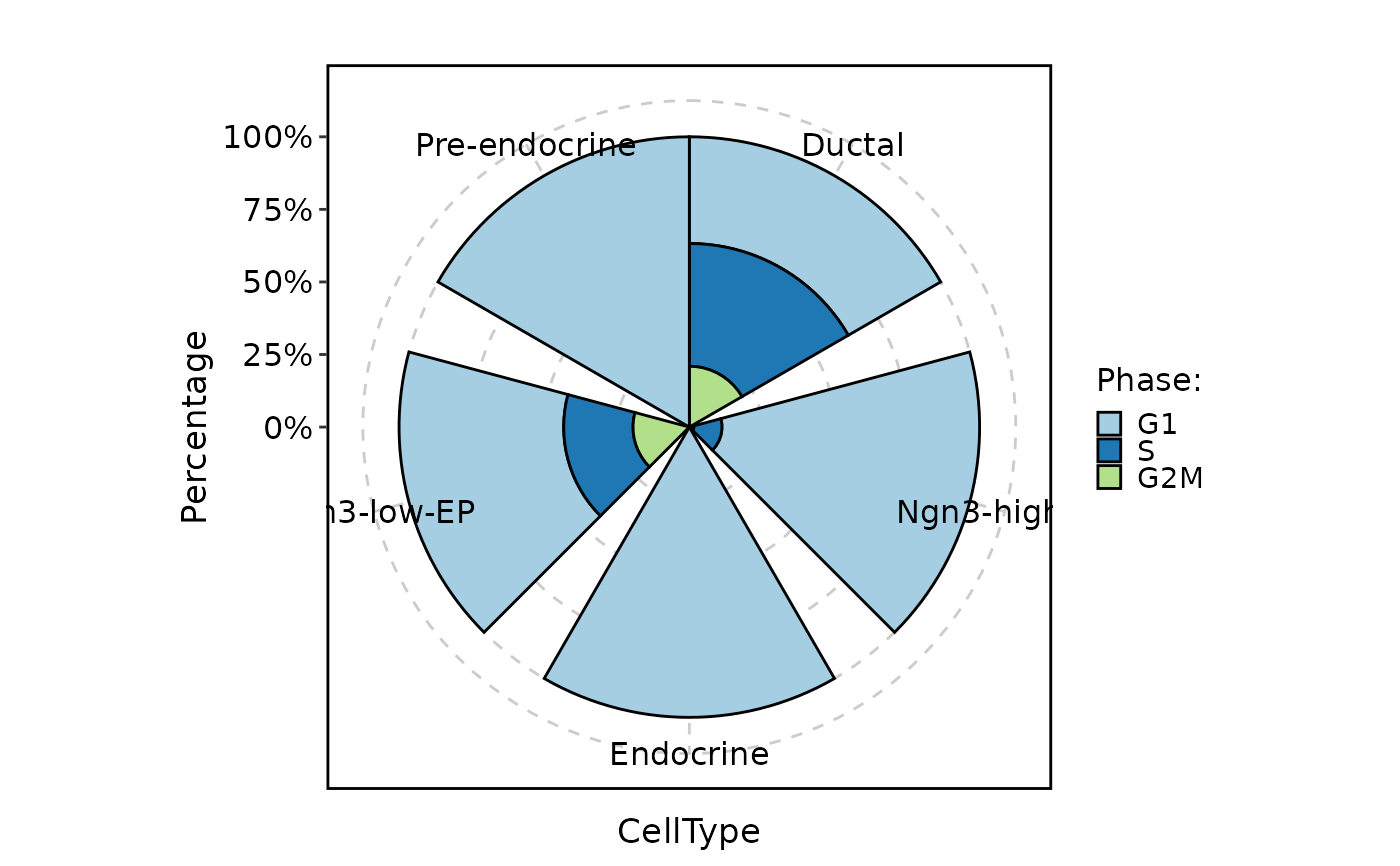 Pre-endocrine
Ductal
100%
75%
50%
25%
0%
Percentage
n3-low-EP
Ngn3-high
Endocrine
CellType
Phase:
G1
S
G2M